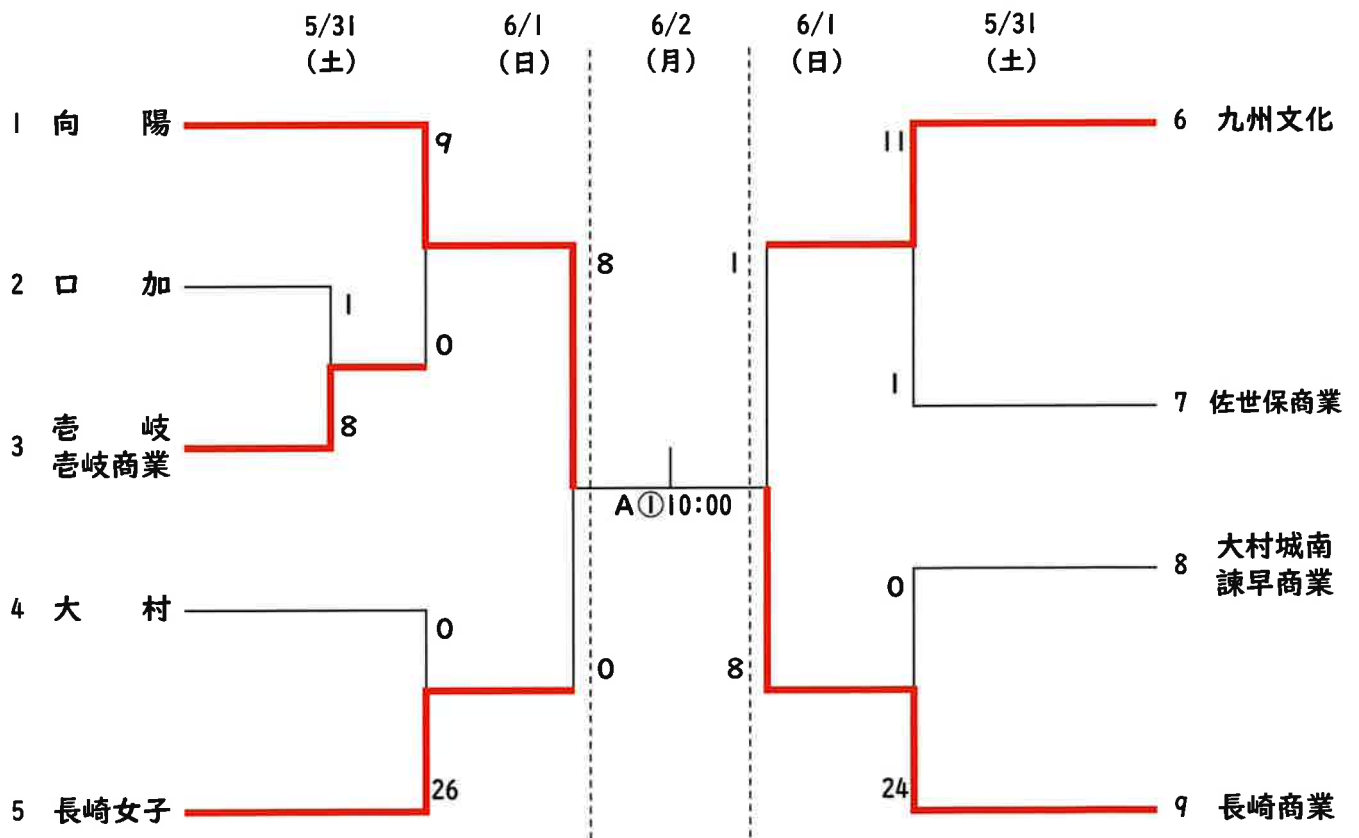 5/31 6/1 6/2 6/1 5/31
(土) (日) (月) (日) (土)
1 向 陽
9
11
6 九州文化
8
1
2 口 加
1
0
1
7 佐世保商業
3 壱 岐
壱岐商業
8
A①10:00
大村城南
8 諫早商業
0
4 大 村
0
0
8
26
24
5 長崎女子
9 長崎商業